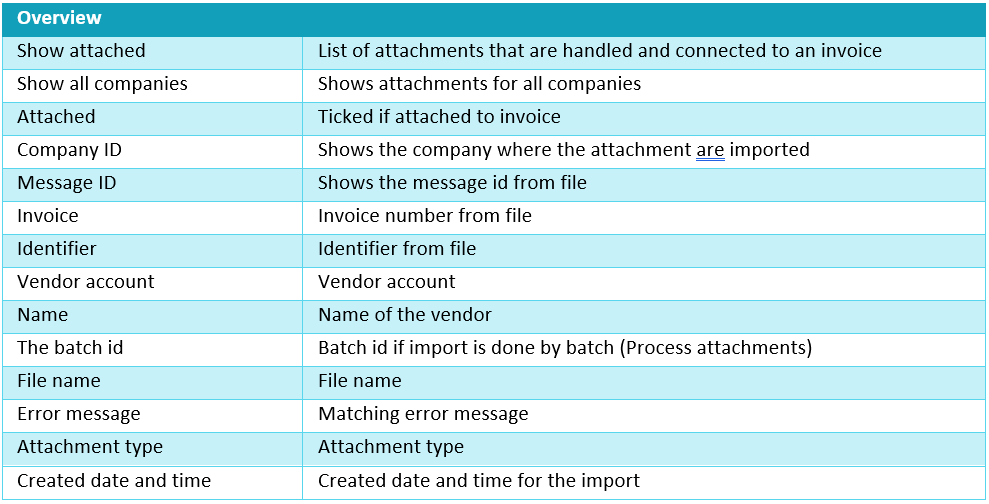 Overview
Show attached List of attachments that are handled and connected to an invoice
Show all companies Shows attachments for all companies
Attached Ticked if attached to invoice
Company ID Shows the company where the attachment are imported
Message ID Shows the message id from file
Invoice Invoice number from file
Identifier Identifier from file
Vendor account Vendor account
Name Name of the vendor
The batch id Batch id if import is done by batch (Process attachments)
File name File name
Error message Matching error message
Attachment type Attachment type
Created date and time Created date and time for the import